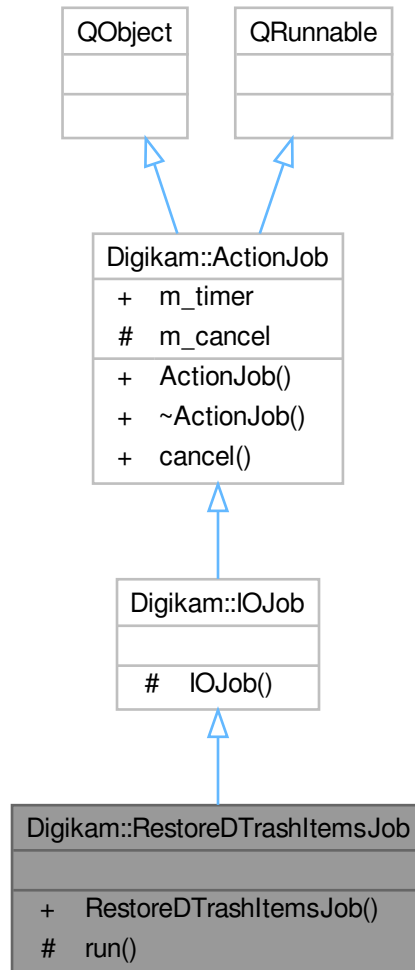 QObject
QRunnable
Digikam::ActionJob
+ m_timer
# m_cancel
+ ActionJob()
+ ~ActionJob()
+ cancel()
Digikam::IOJob
# IOJob()
Digikam::RestoreDTrashItemsJob
+ RestoreDTrashItemsJob()
# run()